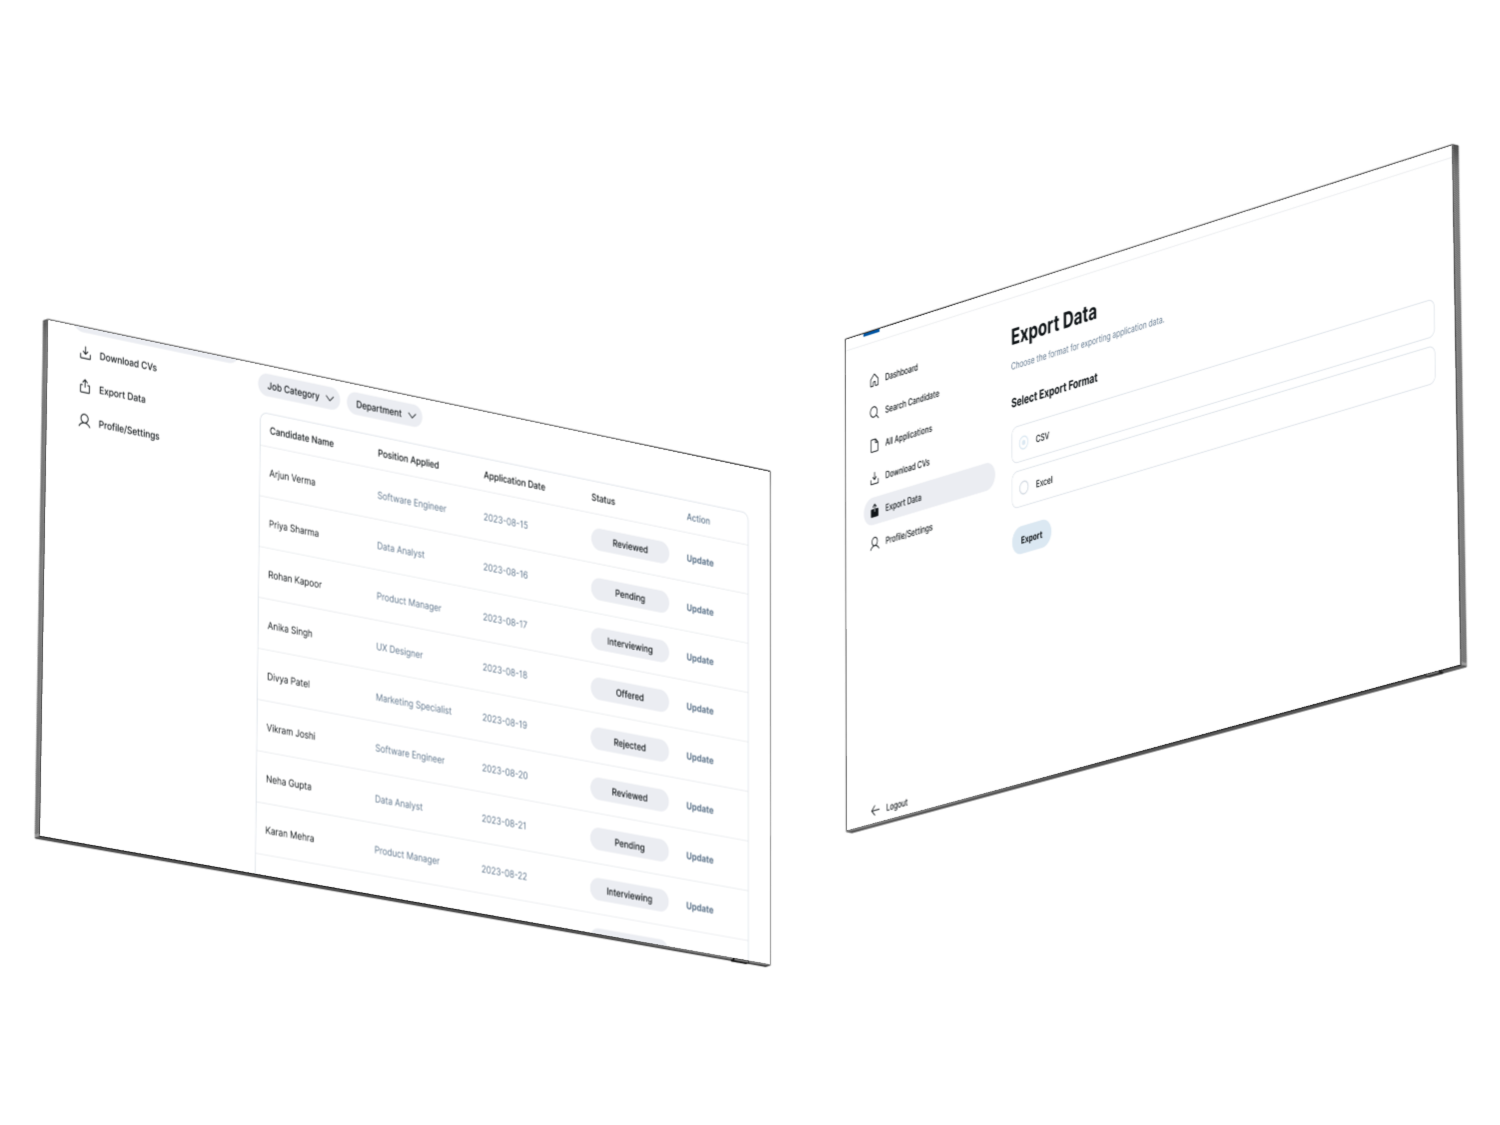 Download CVs
Export Data
Profile/Settings
Job Category
Department
Candidate Name Position Applied Application Date Status Action
Arjun Verma Software Engineer 2023-08-15 Reviewed Update
Priya Sharma Data Analyst 2023-08-16 Pending Update
Rohan Kapoor Product Manager 2023-08-17 Interviewing Update
Anika Singh UX Designer 2023-08-18 Offered Update
Divya Patel Marketing Specialist 2023-08-19 Rejected Update
Vikram Joshi Software Engineer 2023-08-20 Reviewed Update
Neha Gupta Data Analyst 2023-08-21 Pending Update
Karan Mehra Product Manager 2023-08-22 Interviewing Update
Dashboard
Search Candidate
All Applications
Download CVs
Export Data
Profile/Settings
Logout
Export Data
Choose the format for exporting application data.
Select Export Format
CSV
Excel
Export